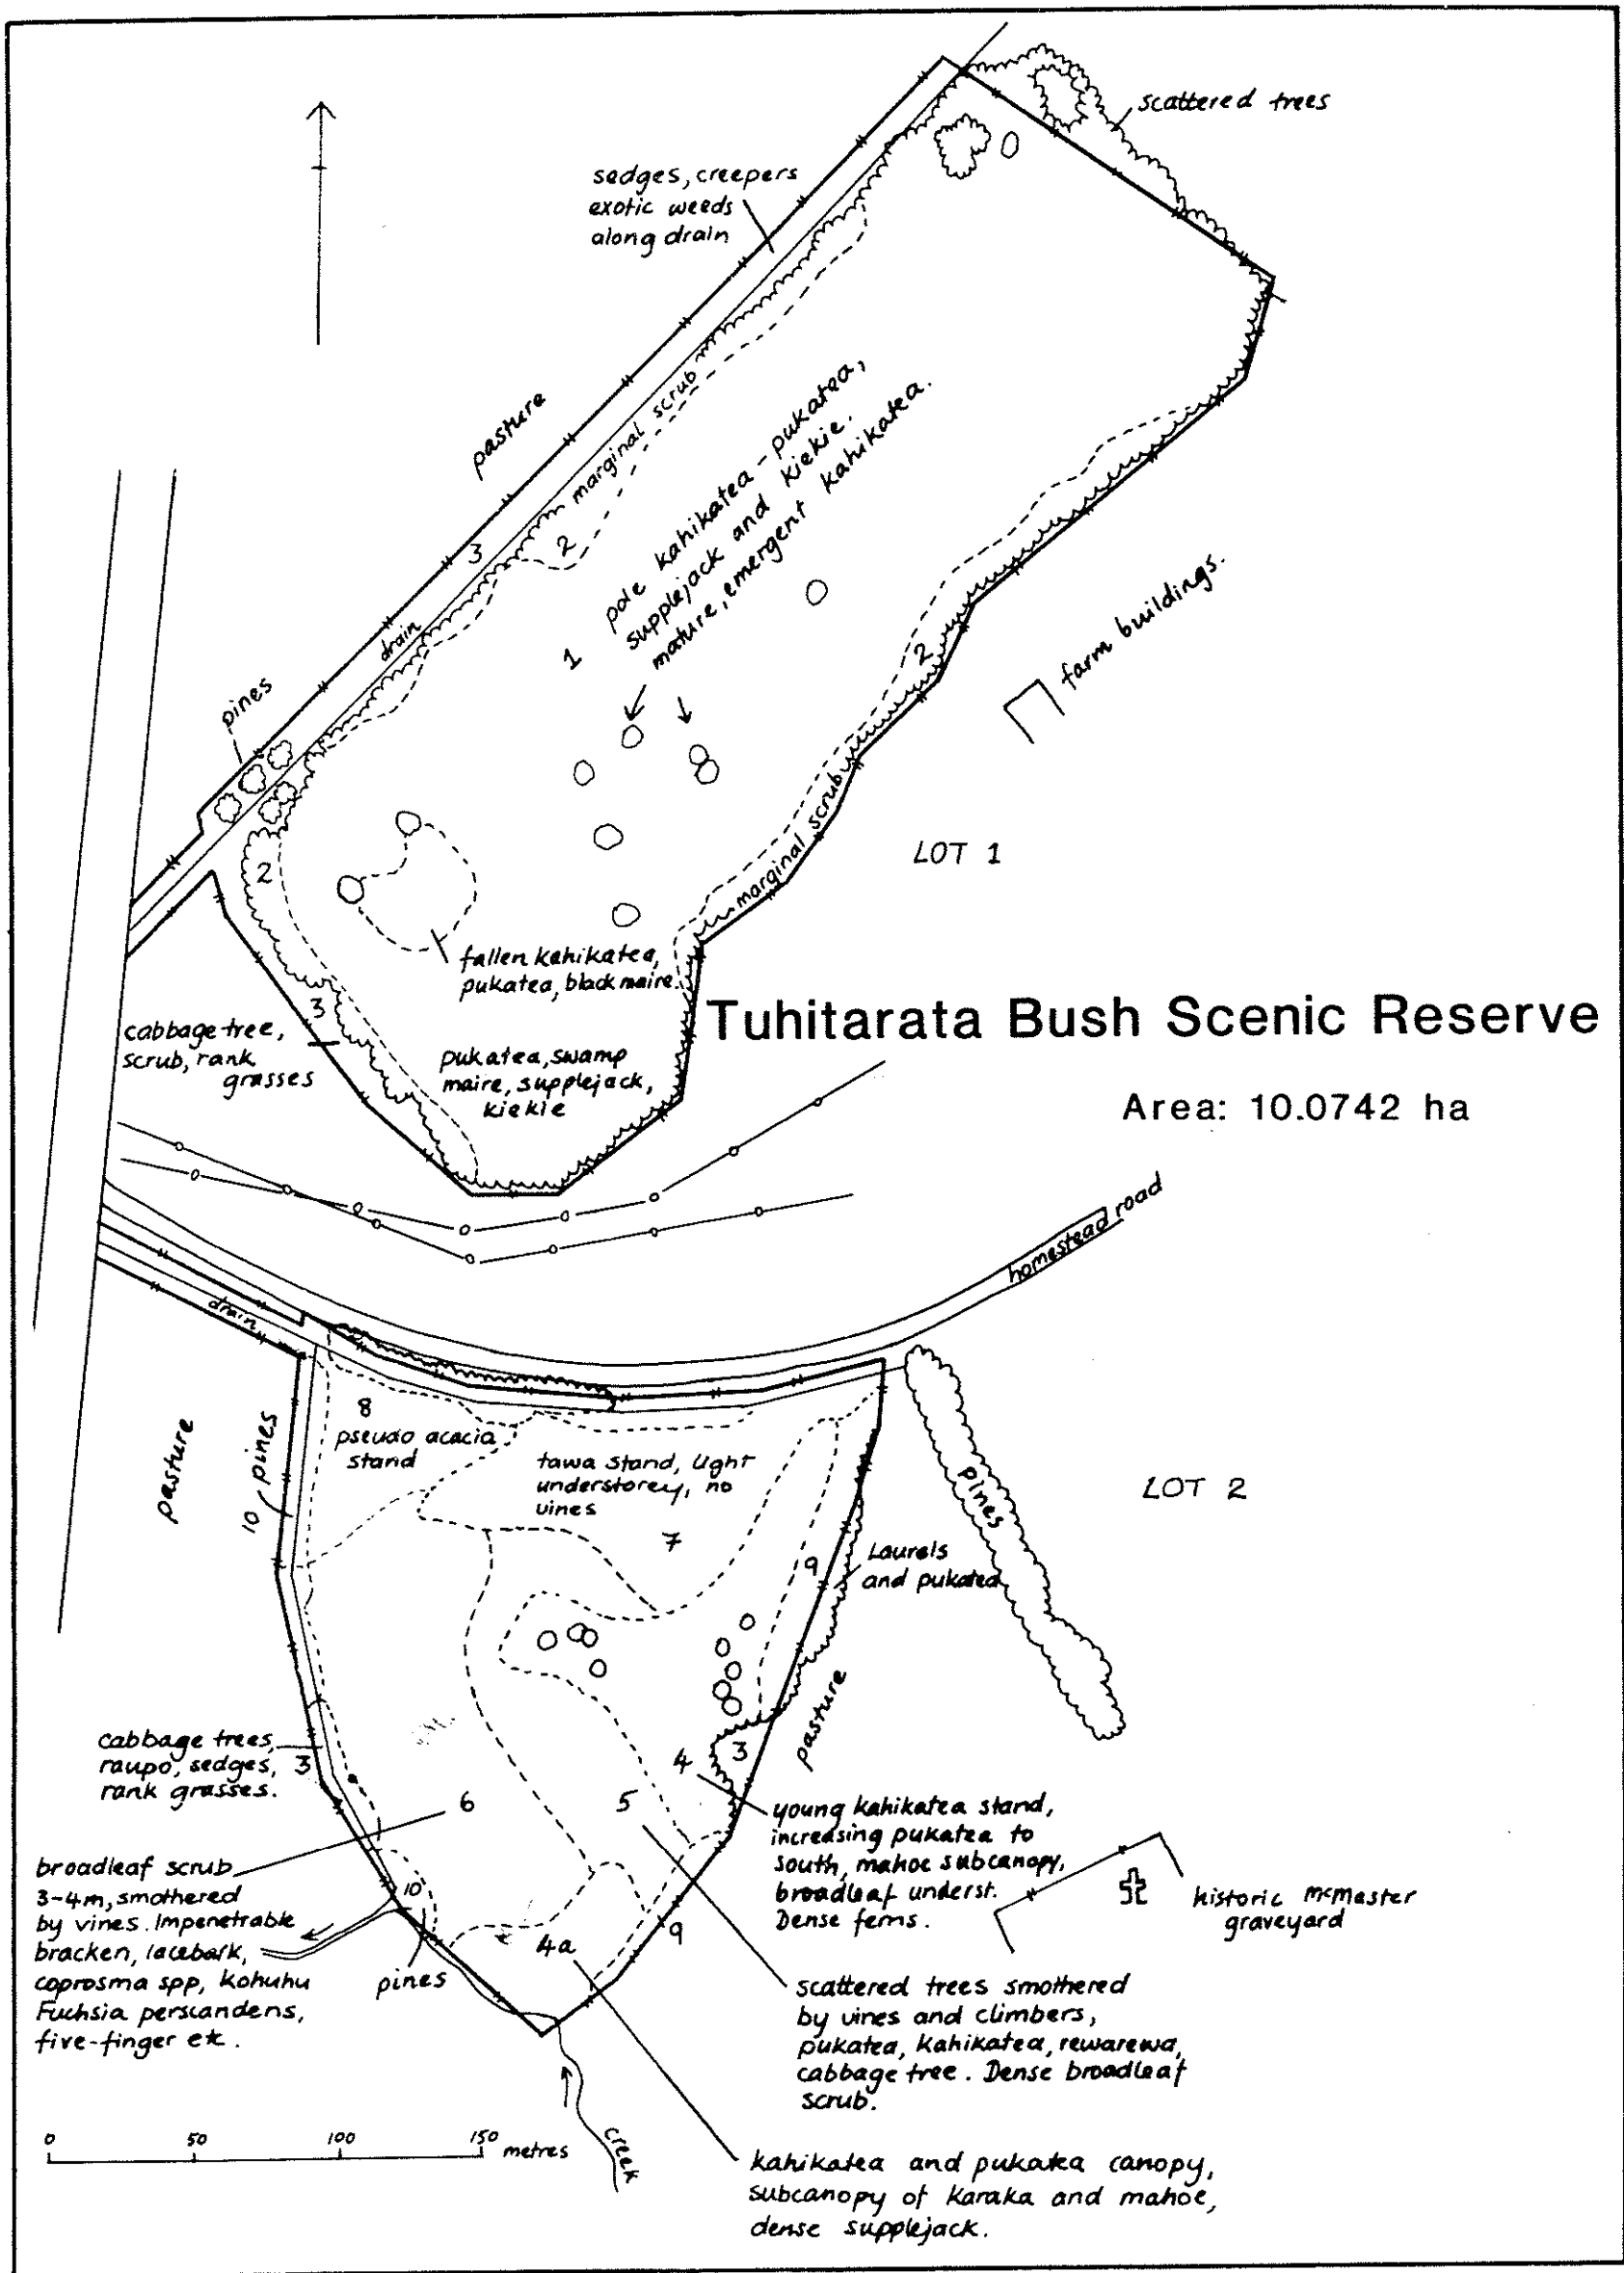 scattered trees
sedges, creepers
exotic weeds
along drain
pasture
marginal scrub
2
3
drain
pines
1
pole kahikatea - pukatea,
supplejack and kiekie.
mature, emergent kahikatea.
2
farm buildings.
marginal scrub
LOT 1
2
fallen kahikatea,
pukatea, black maire.
3
cabbage tree,
scrub, rank
grasses
pukatea, swamp
maire, supplejack,
kiekie
Tuhitarata Bush Scenic Reserve
Area: 10.0742 ha
homestead road
drain
pasture
10 pines
8
pseudo acacia
stand
tawa stand, light
understorey, no
vines
7
pines
LOT 2
9
Laurels
and pukatea
pasture
cabbage trees,
raupo, sedges,
rank grasses.
3
6
5
4
3
young kahikatea stand,
increasing pukatea to
south, mahoe subcanopy,
broadleaf underst.
Dense ferns.
broadleaf scrub
3-4m, smothered
by vines. Impenetrable
bracken, lacebark,
coprosma spp, kohuhu
Fuchsia perscandens,
five-finger etc.
10
pines
4a
9
historic McMaster
graveyard
scattered trees smothered
by vines and climbers,
pukatea, kahikatea, rewarewa,
cabbage tree. Dense broadleaf
scrub.
0 50 100 150 metres
creek
kahikatea and pukatea canopy,
subcanopy of karaka and mahoe,
dense supplejack.